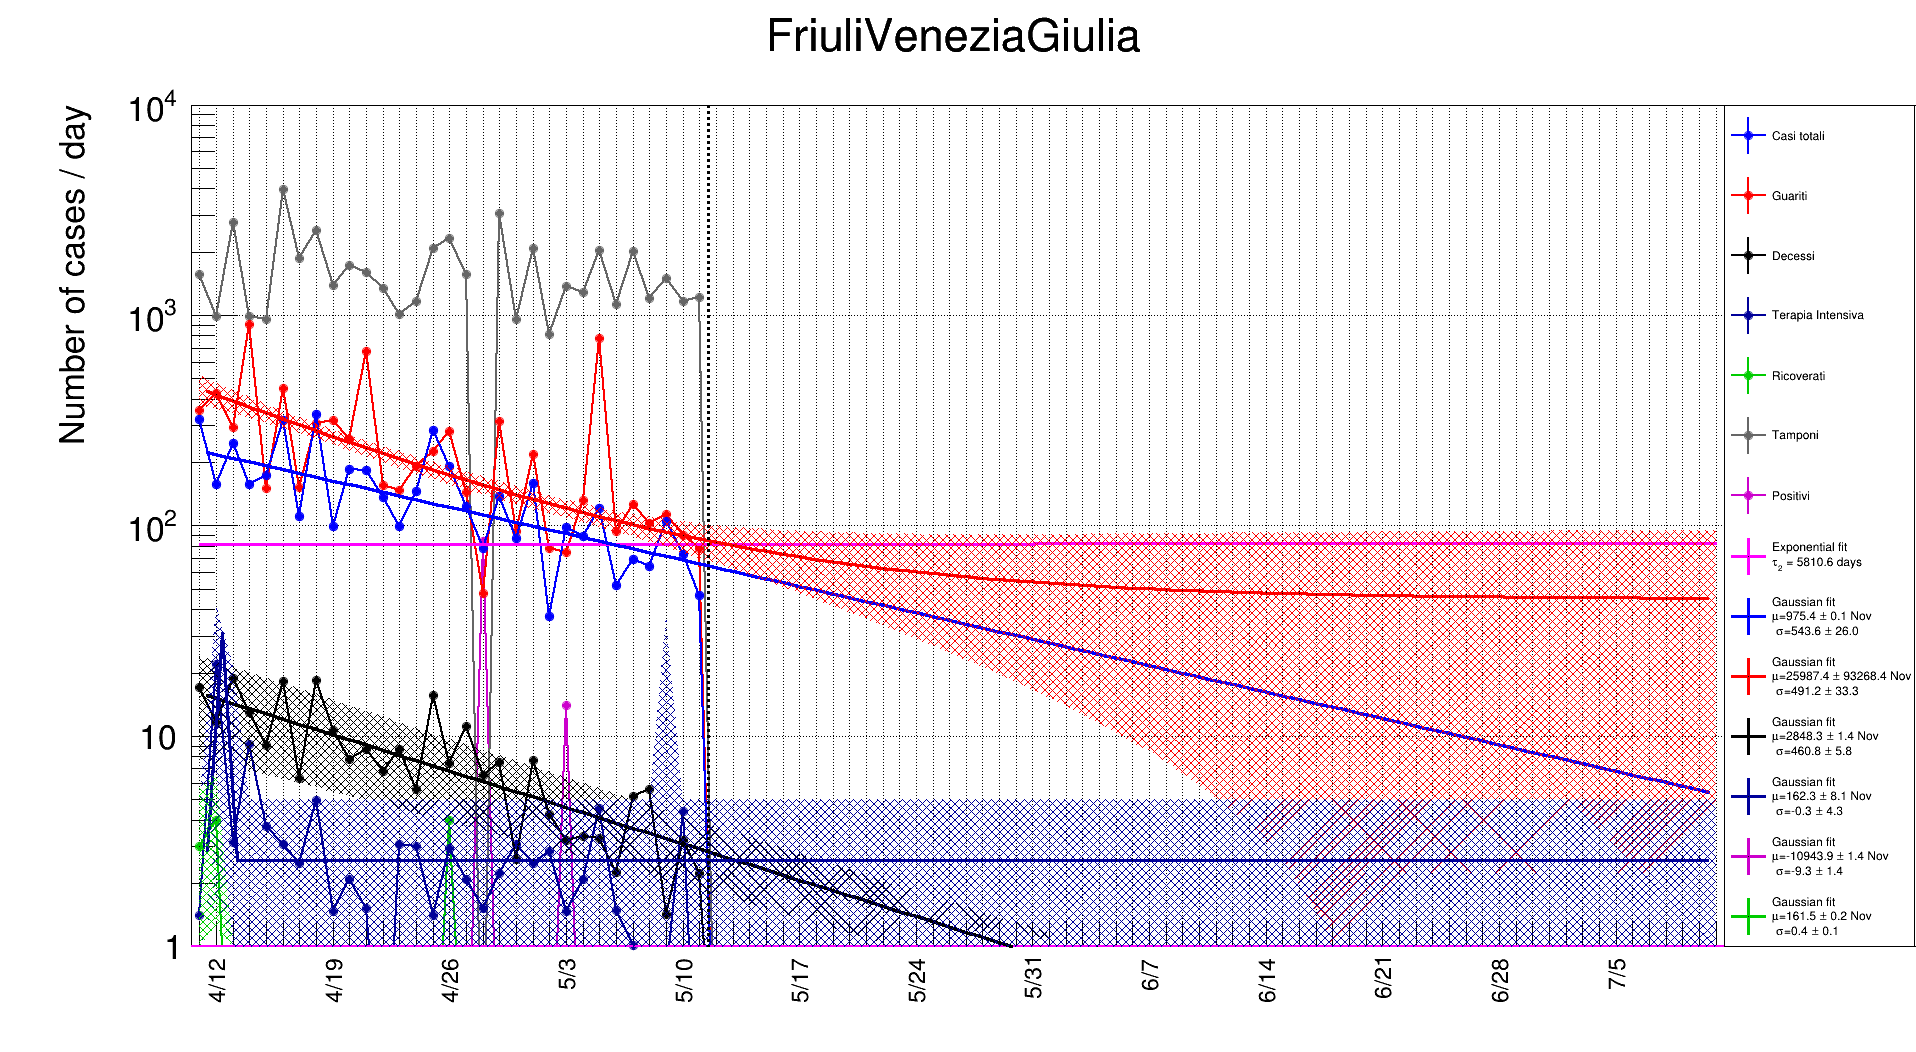 FriuliVeneziaGiulia
Number of cases / day
10^4
10^3
10^2
10
1
4/12
4/19
4/26
5/3
5/10
5/17
5/24
5/31
6/7
6/14
6/21
6/28
7/5
Casi totali
Guariti
Decessi
Terapia Intensiva
Ricoverati
Tamponi
Positivi
Exponential fit
τ_2 = 5810.6 days
Gaussian fit
μ=975.4 ± 0.1 Nov
σ=543.6 ± 26.0
Gaussian fit
μ=25987.4 ± 93268.4 Nov
σ=491.2 ± 33.3
Gaussian fit
μ=2848.3 ± 1.4 Nov
σ=460.8 ± 5.8
Gaussian fit
μ=162.3 ± 8.1 Nov
σ=-0.3 ± 4.3
Gaussian fit
μ=-10943.9 ± 1.4 Nov
σ=-9.3 ± 1.4
Gaussian fit
μ=161.5 ± 0.2 Nov
σ=0.4 ± 0.1